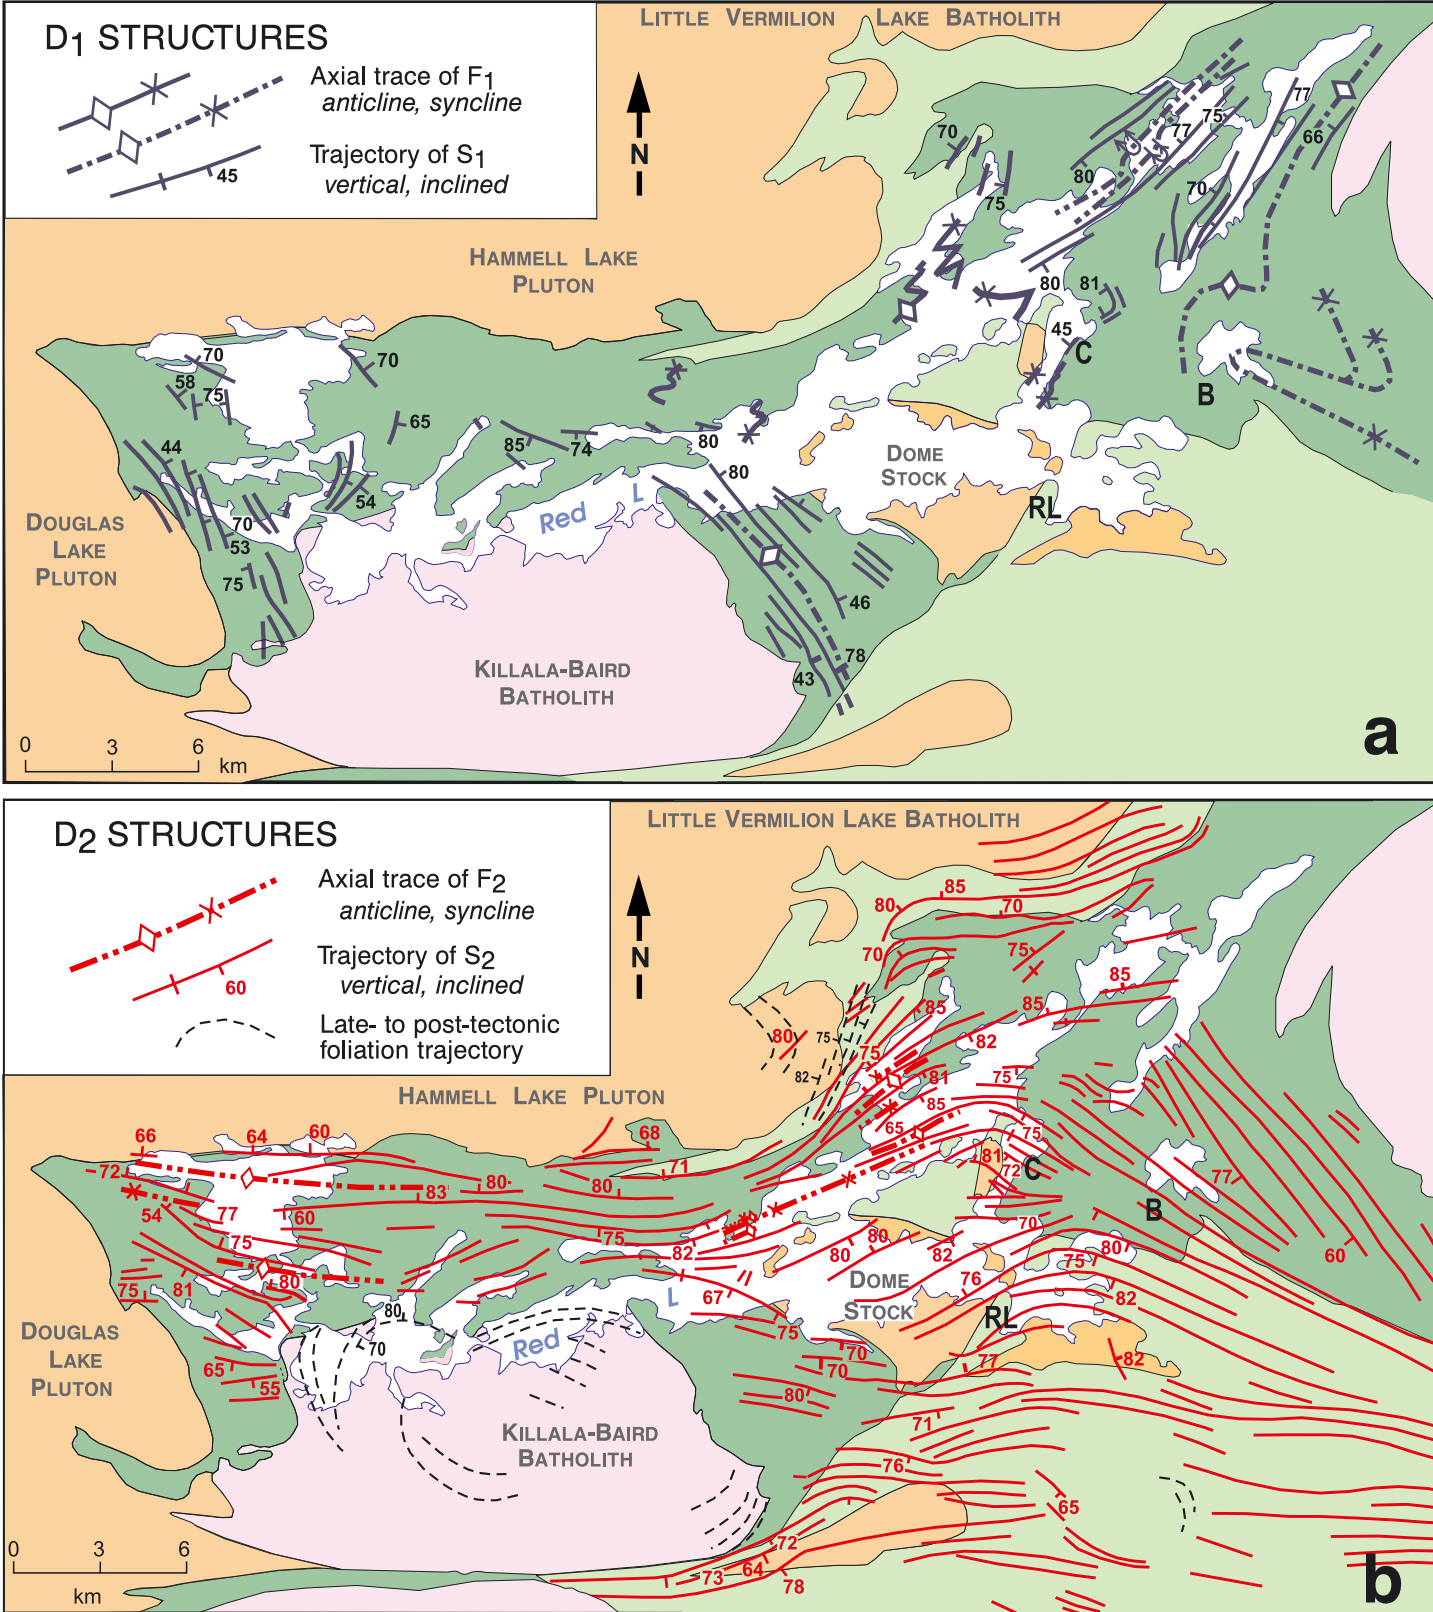 D1 STRUCTURES
Axial trace of F1
anticline, syncline
Trajectory of S1
vertical, inclined
45
N
LITTLE VERMILION LAKE BATHOLITH
HAMMELL LAKE
PLUTON
DOUGLAS
LAKE
PLUTON
KILLALA-BAIRD
BATHOLITH
DOME
STOCK
Red L
RL
C
B
70
75
80
77
75
77
66
70
80
81
45
70
58
75
70
65
44
85
74
80
80
54
70
53
75
46
78
43
0 3 6
km
a
D2 STRUCTURES
Axial trace of F2
anticline, syncline
Trajectory of S2
vertical, inclined
60
Late- to post-tectonic
foliation trajectory
N
LITTLE VERMILION LAKE BATHOLITH
HAMMELL LAKE PLUTON
DOUGLAS
LAKE
PLUTON
KILLALA-BAIRD
BATHOLITH
DOME
STOCK
Red L
RL
C
B
85
80
70
70
75
85
85
85
82
80
75
82
75
81
75
85
65
75
81
72
77
60
66
64
60
68
72
71
83
80
80
54
77
60
75
75
82
80
80
82
70
80
75
76
82
81
80
75
67
75
80
70
70
70
80
77
82
65
55
71
76
65
72
64
73
78
0 3 6
km
b